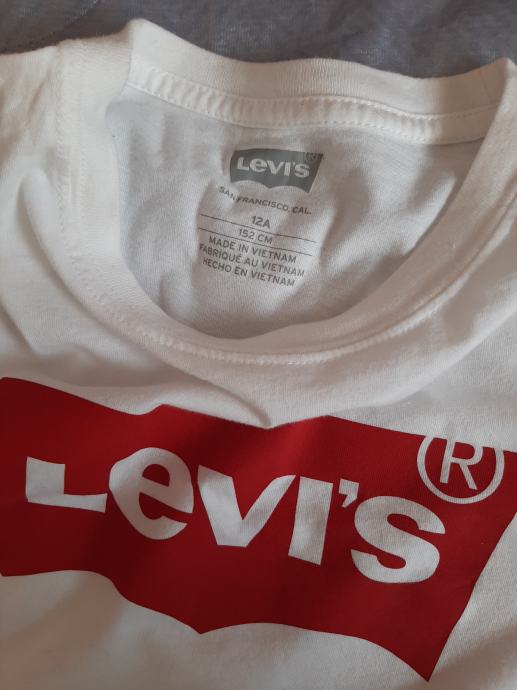 Levi's®
SAN FRANCISCO, CAL.
12A
152 CM
MADE IN VIETNAM
FABRIQUÉ AU VIETNAM
HECHO EN VIETNAM
Levi's®